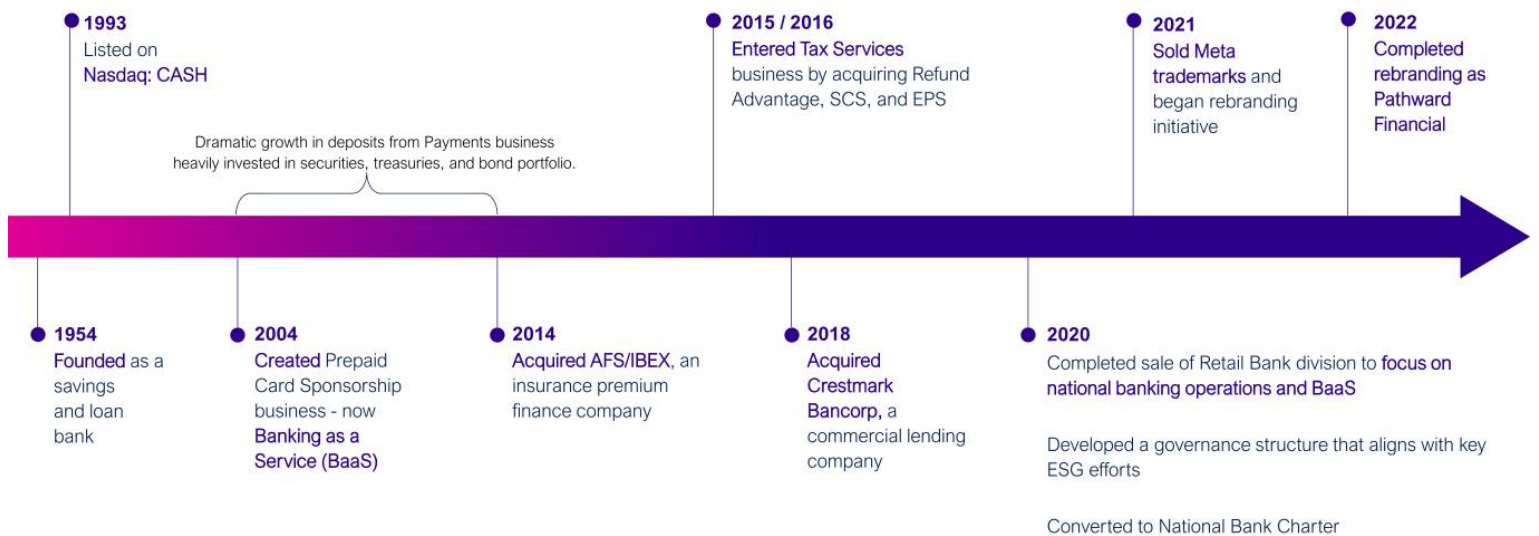 1993
Listed on
Nasdaq: CASH
2015 / 2016
Entered Tax Services
business by acquiring Refund
Advantage, SCS, and EPS
2021
Sold Meta
trademarks and
began rebranding
initiative
2022
Completed
rebranding as
Pathward
Financial
Dramatic growth in deposits from Payments business
heavily invested in securities, treasuries, and bond portfolio.
1954
Founded as a
savings
and loan
bank
2004
Created Prepaid
Card Sponsorship
business - now
Banking as a
Service (BaaS)
2014
Acquired AFS/IBEX, an
insurance premium
finance company
2018
Acquired
Crestmark
Bancorp, a
commercial lending
company
2020
Completed sale of Retail Bank division to focus on
national banking operations and BaaS
Developed a governance structure that aligns with key
ESG efforts
Converted to National Bank Charter